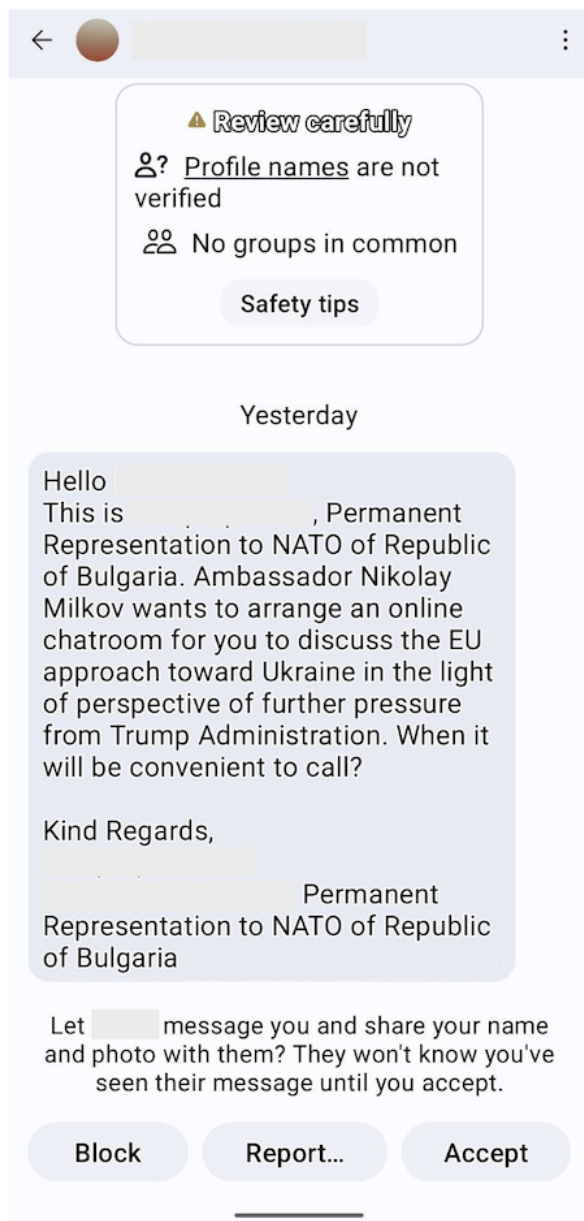 Review carefully
? Profile names are not
verified
No groups in common
Safety tips
Yesterday
Hello
This is , Permanent
Representation to NATO of Republic
of Bulgaria. Ambassador Nikolay
Milkov wants to arrange an online
chatroom for you to discuss the EU
approach toward Ukraine in the light
of perspective of further pressure
from Trump Administration. When it
will be convenient to call?
Kind Regards,
Permanent
Representation to NATO of Republic
of Bulgaria
Let message you and share your name
and photo with them? They won't know you've
seen their message until you accept.
Block
Report...
Accept